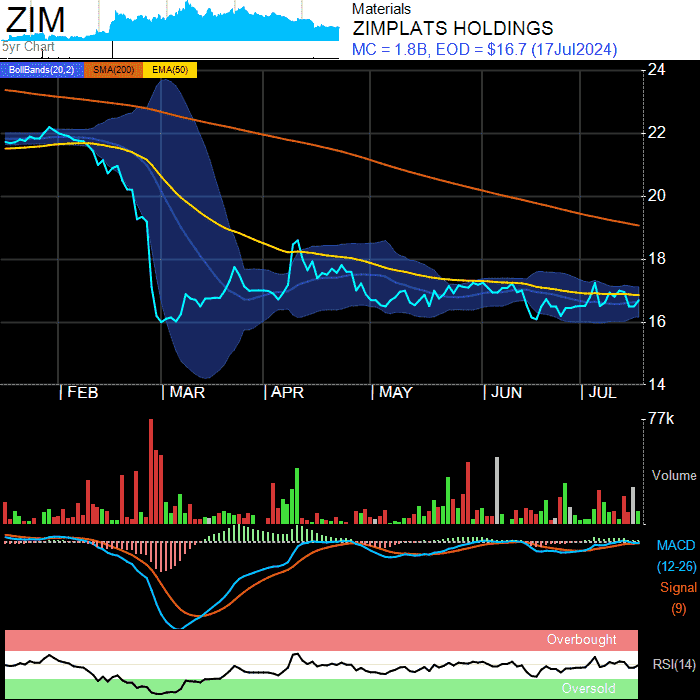 ZIM
5yr Chart
Materials
ZIMPLATS HOLDINGS
MC = 1.8B, EOD = $16.7 (17Jul2024)
BollBands(20,2) SMA(200) EMA(50)
24
22
20
18
16
14
FEB MAR APR MAY JUN JUL
77k
Volume
MACD
(12-26)
Signal
(9)
Overbought
RSI(14)
Oversold